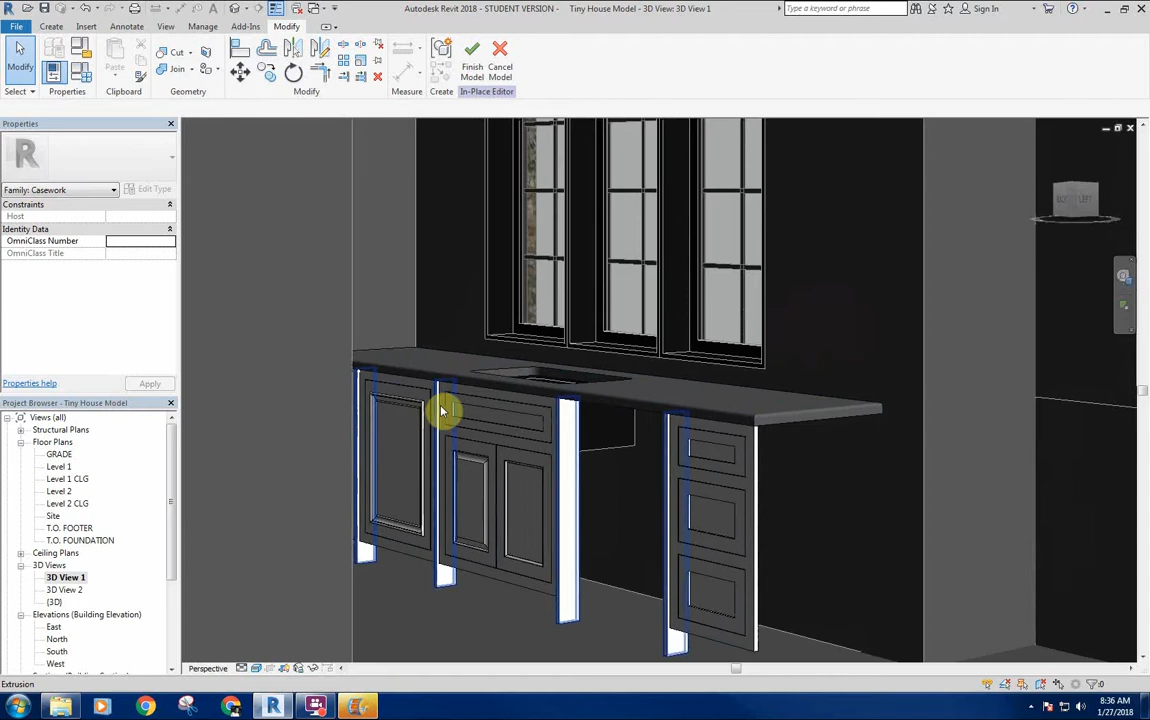 Autodesk Revit 2018 - STUDENT VERSION - Tiny House Model - 3D View: 3D View 1
Type a keyword or phrase
Sign In
File Create Insert Annotate View Manage Add-Ins Modify
Modify
Cut
Join
Paste
Finish Model
Cancel Model
Select Properties Clipboard Geometry Modify Measure Create In-Place Editor
Properties
Family: Casework
Edit Type
Constraints
Host
Identity Data
OmniClass Number
OmniClass Title
Properties help
Apply
Project Browser - Tiny House Model
Views (all)
Structural Plans
Floor Plans
GRADE
Level 1
Level 1 CLG
Level 2
Level 2 CLG
Site
T.O. FOOTER
T.O. FOUNDATION
Ceiling Plans
3D Views
3D View 1
3D View 2
{3D}
Elevations (Building Elevation)
East
North
South
West
Perspective
Extrusion
:0
8:36 AM
1/27/2018